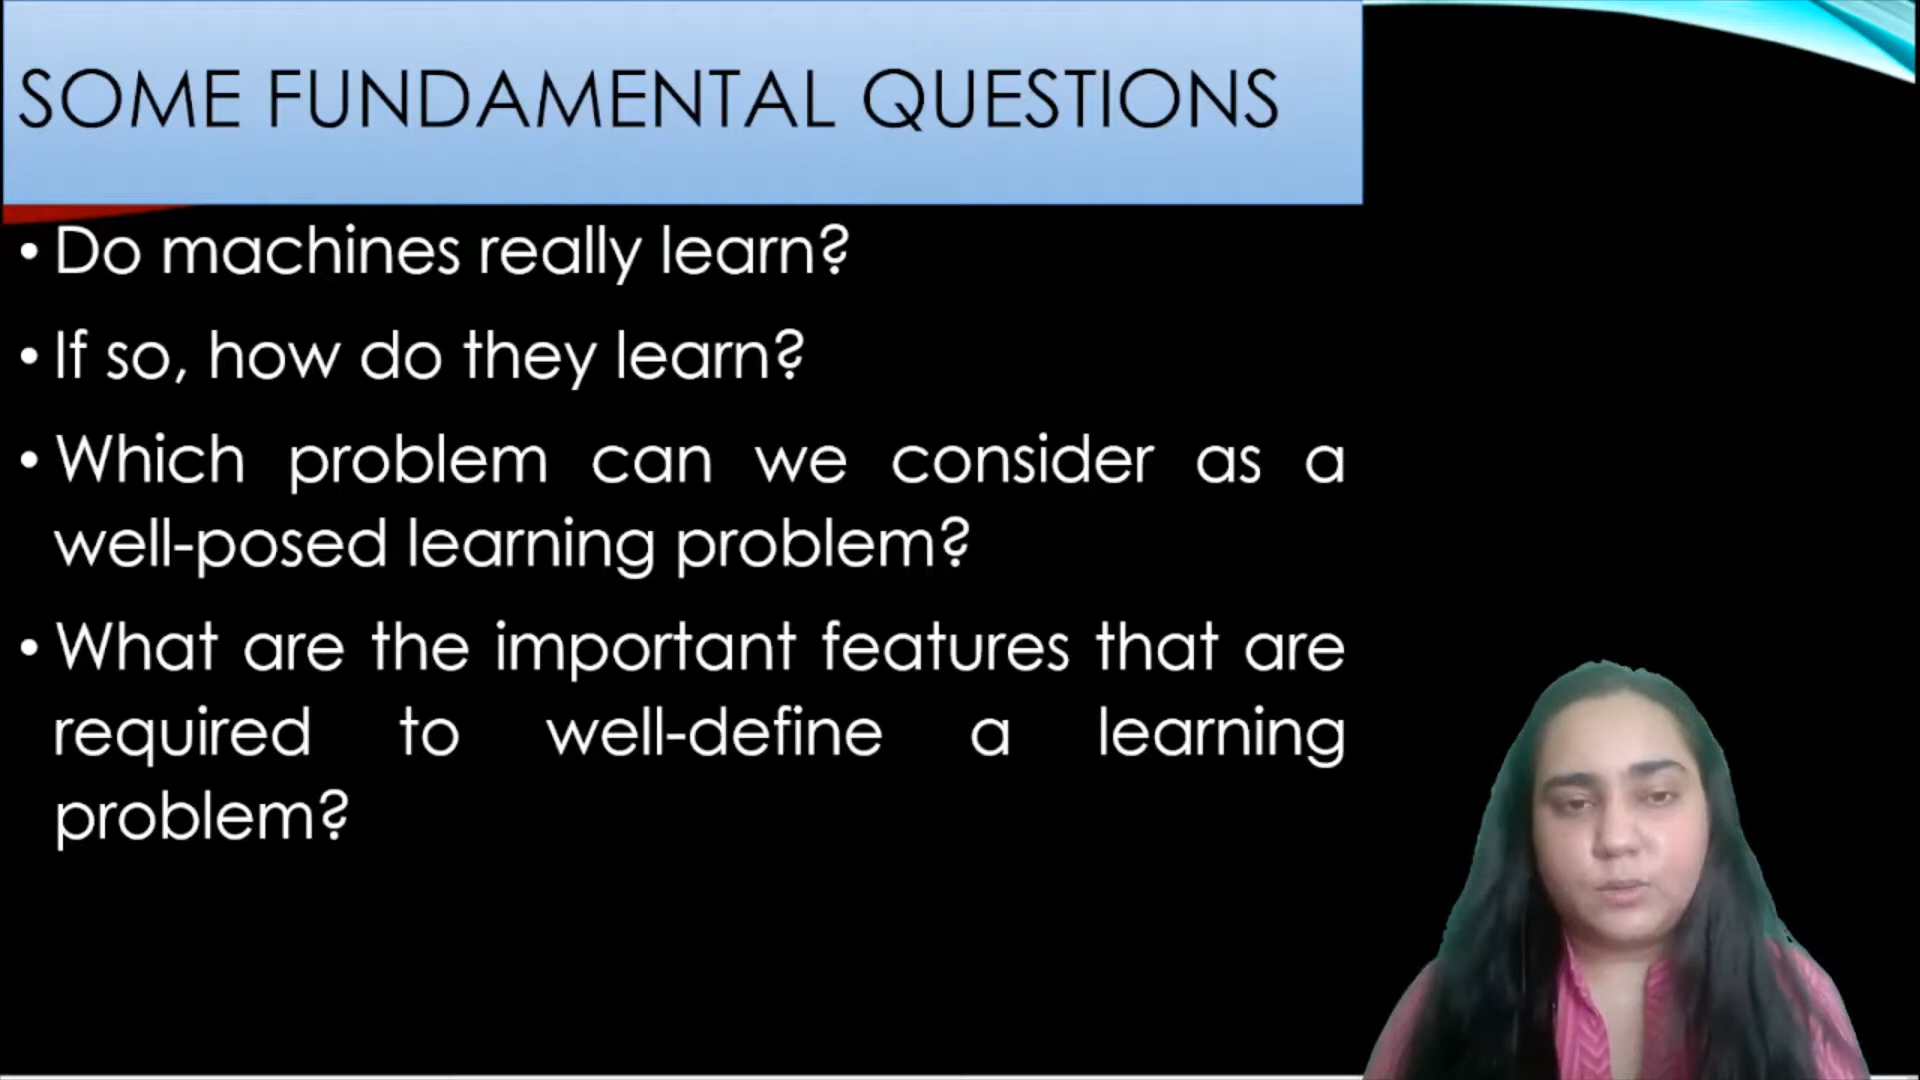 SOME FUNDAMENTAL QUESTIONS
• Do machines really learn?
• If so, how do they learn?
• Which problem can we consider as a
well-posed learning problem?
• What are the important features that are
required to well-define a learning
problem?